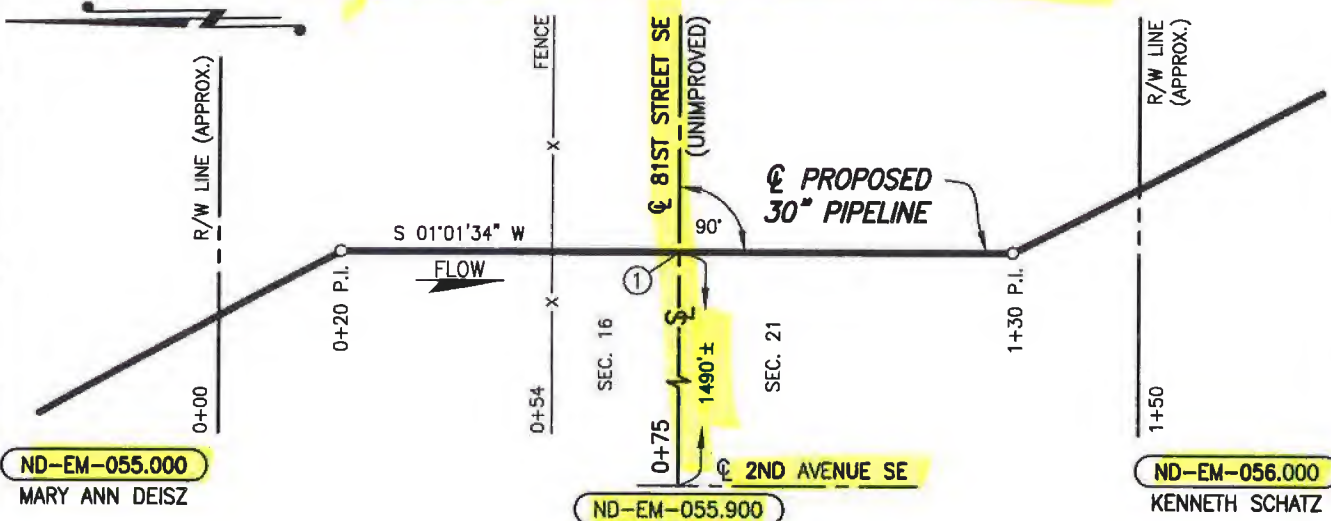 R/W LINE (APPROX.)
FENCE
℄ 81ST STREET SE
(UNIMPROVED)
R/W LINE
(APPROX.)
℄ PROPOSED
30" PIPELINE
S 01°01'34" W
90°
FLOW
X
X
1
0+20 P.I.
1+30 P.I.
SEC. 16
SEC. 21
1490'±
0+00
0+54
0+75
1+50
℄ 2ND AVENUE SE
ND-EM-055.000
MARY ANN DEISZ
ND-EM-055.900
ND-EM-056.000
KENNETH SCHATZ